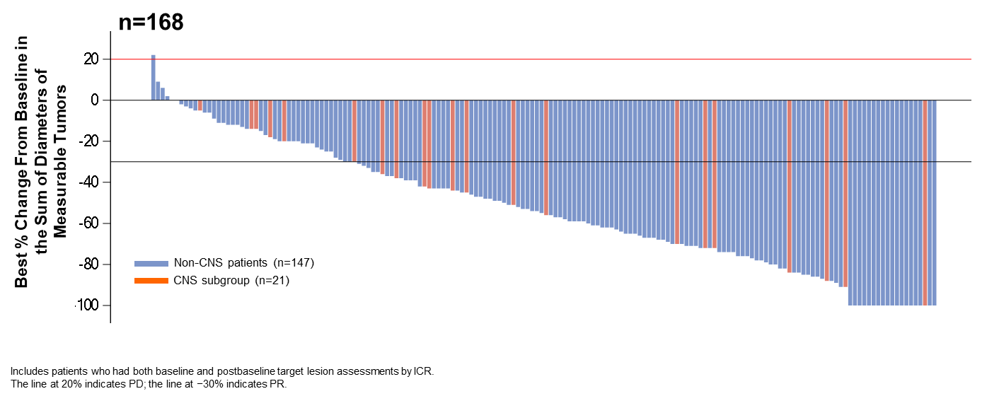 n=168
Best % Change From Baseline in
the Sum of Diameters of
Measurable Tumors
20
0
-20
-40
-60
-80
-100
Non-CNS patients (n=147)
CNS subgroup (n=21)
Includes patients who had both baseline and postbaseline target lesion assessments by ICR.
The line at 20% indicates PD; the line at −30% indicates PR.